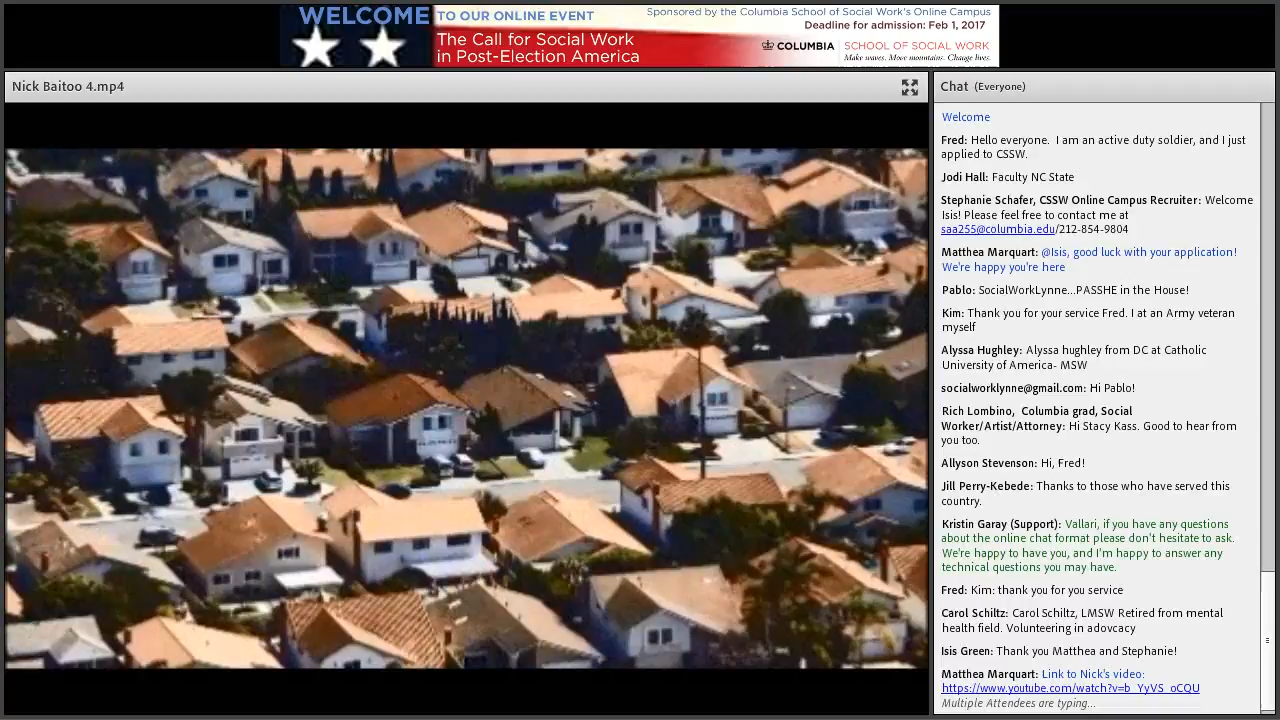 WELCOME TO OUR ONLINE EVENT
The Call for Social Work
in Post-Election America
Sponsored by the Columbia School of Social Work's Online Campus
Deadline for admission: Feb 1, 2017
COLUMBIA SCHOOL OF SOCIAL WORK
Make waves. Move mountains. Change lives.
Nick Baitoo 4.mp4
Chat (Everyone)
Welcome
Fred: Hello everyone.  I am an active duty soldier, and I just
applied to CSSW.
Jodi Hall: Faculty NC State
Stephanie Schafer, CSSW Online Campus Recruiter: Welcome
Isis! Please feel free to contact me at
saa255@columbia.edu/212-854-9804
Matthea Marquart: @Isis, good luck with your application!
We're happy you're here
Pablo: SocialWorkLynne...PASSHE in the House!
Kim: Thank you for your service Fred. I at an Army veteran
myself
Alyssa Hughley: Alyssa hughley from DC at Catholic
University of America- MSW
socialworklynne@gmail.com: Hi Pablo!
Rich Lombino,  Columbia grad, Social
Worker/Artist/Attorney: Hi Stacy Kass. Good to hear from
you too.
Allyson Stevenson: Hi, Fred!
Jill Perry-Kebede: Thanks to those who have served this
country.
Kristin Garay (Support): Vallari, if you have any questions
about the online chat format please don't hesitate to ask.
We're happy to have you, and I'm happy to answer any
technical questions you may have.
Fred: Kim: thank you for you service
Carol Schiltz: Carol Schiltz, LMSW Retired from mental
health field. Volunteering in adovcacy
Isis Green: Thank you Matthea and Stephanie!
Matthea Marquart: Link to Nick's video:
https://www.youtube.com/watch?v=b_YyVS_oCQU
Multiple Attendees are typing...